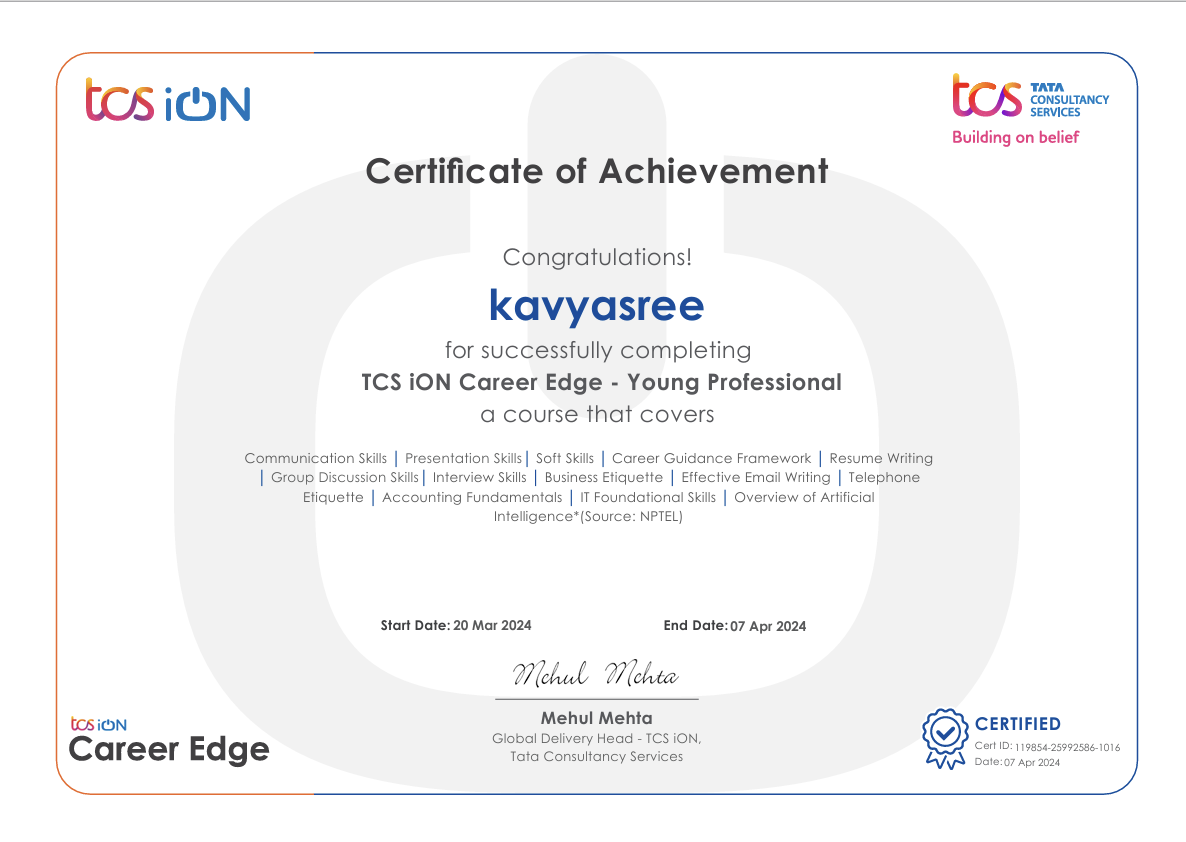 tcs iON
tcs TATA
CONSULTANCY
SERVICES
Building on belief
Certificate of Achievement
Congratulations!
kavyasree
for successfully completing
TCS iON Career Edge - Young Professional
a course that covers
Communication Skills | Presentation Skills | Soft Skills | Career Guidance Framework | Resume Writing
| Group Discussion Skills | Interview Skills | Business Etiquette | Effective Email Writing | Telephone
Etiquette | Accounting Fundamentals | IT Foundational Skills | Overview of Artificial
Intelligence*(Source: NPTEL)
Start Date: 20 Mar 2024 End Date: 07 Apr 2024
Mehul Mehta
Mehul Mehta
Global Delivery Head - TCS iON,
Tata Consultancy Services
tcs iON
Career Edge
CERTIFIED
Cert ID: 119854-25992586-1016
Date: 07 Apr 2024